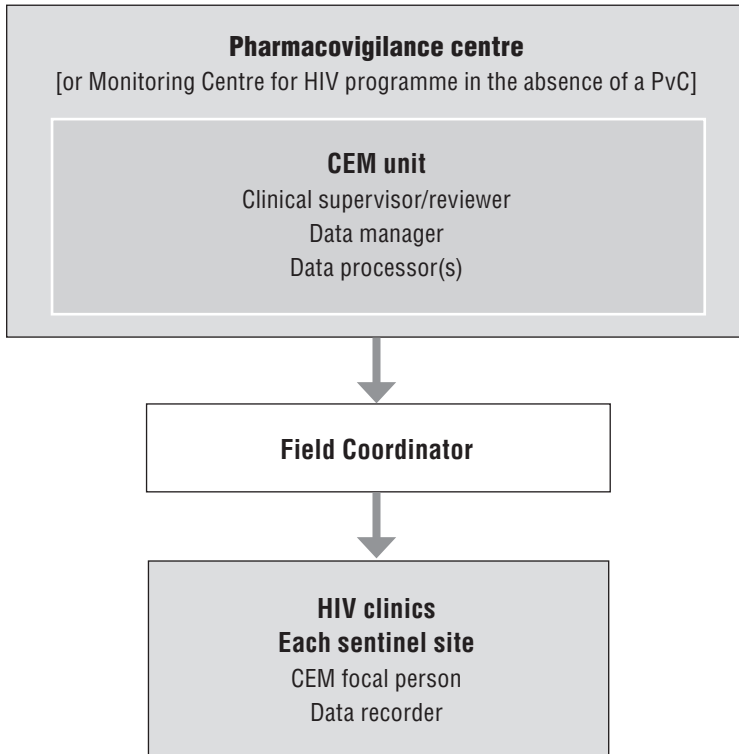 Pharmacovigilance centre
[or Monitoring Centre for HIV programme in the absence of a PvC]
CEM unit
Clinical supervisor/reviewer
Data manager
Data processor(s)
Field Coordinator
HIV clinics
Each sentinel site
CEM focal person
Data recorder